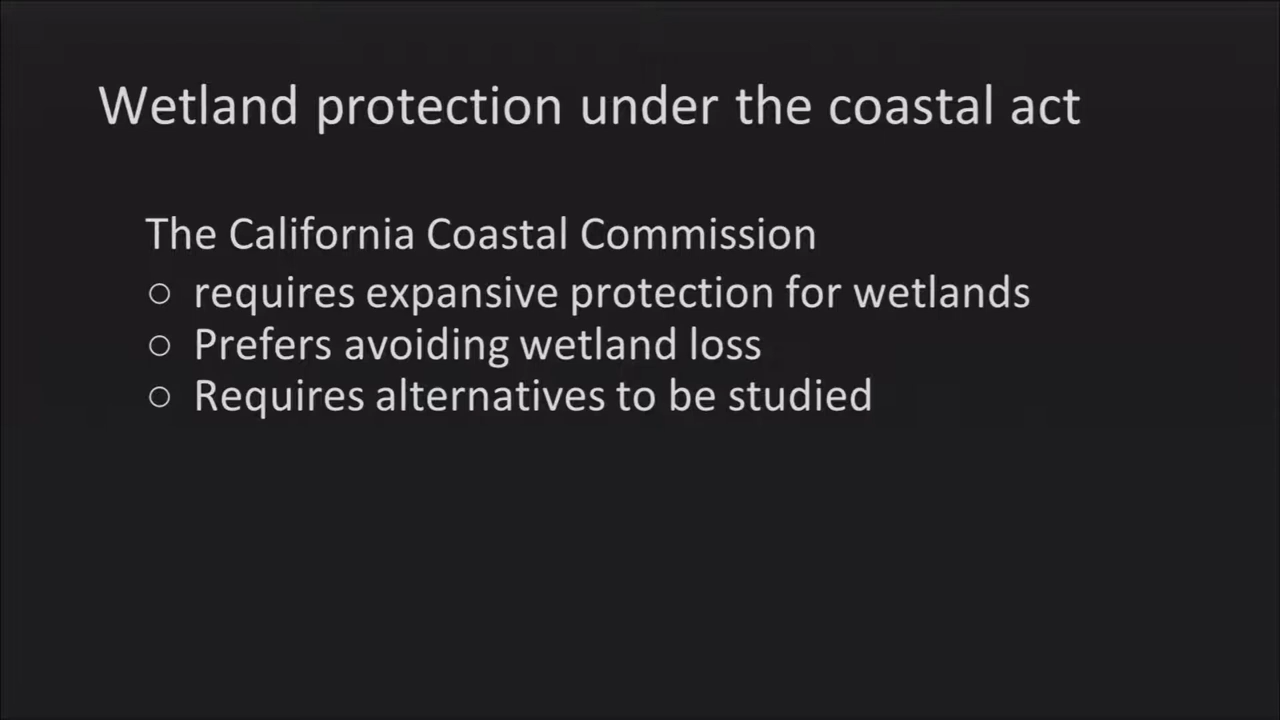 Wetland protection under the coastal act
The California Coastal Commission
○ requires expansive protection for wetlands
○ Prefers avoiding wetland loss
○ Requires alternatives to be studied